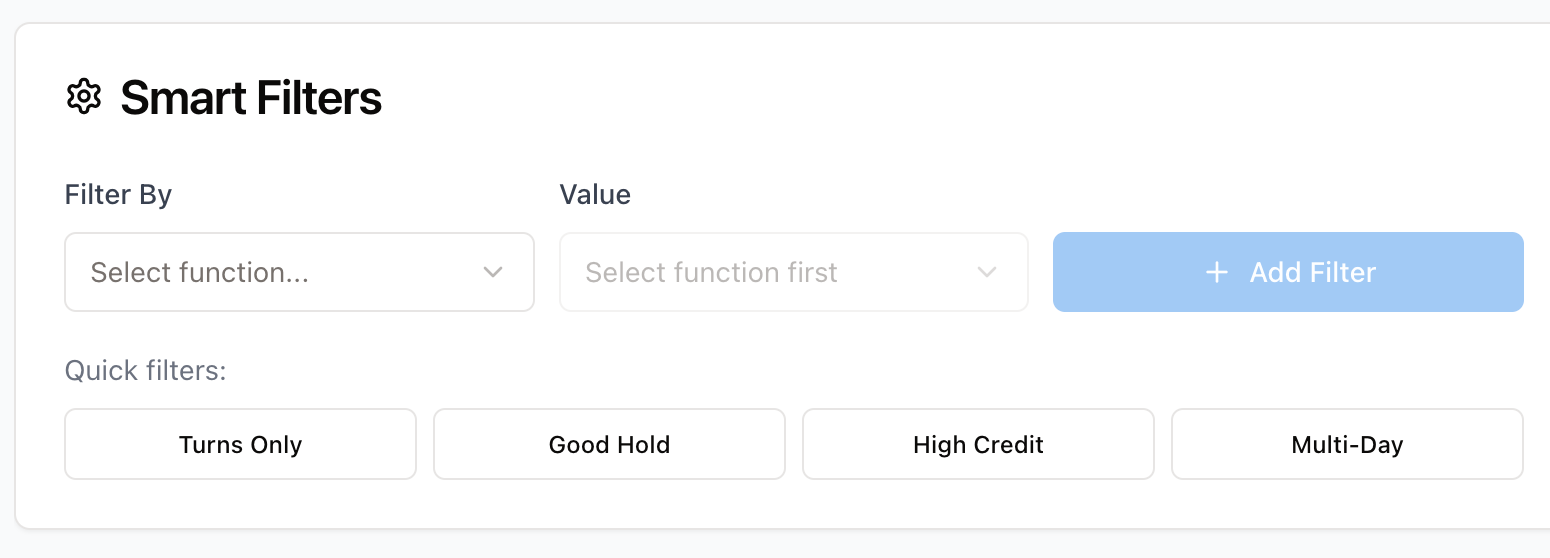 Smart Filters
Filter By
Value
Select function...
Select function first
+ Add Filter
Quick filters:
Turns Only
Good Hold
High Credit
Multi-Day